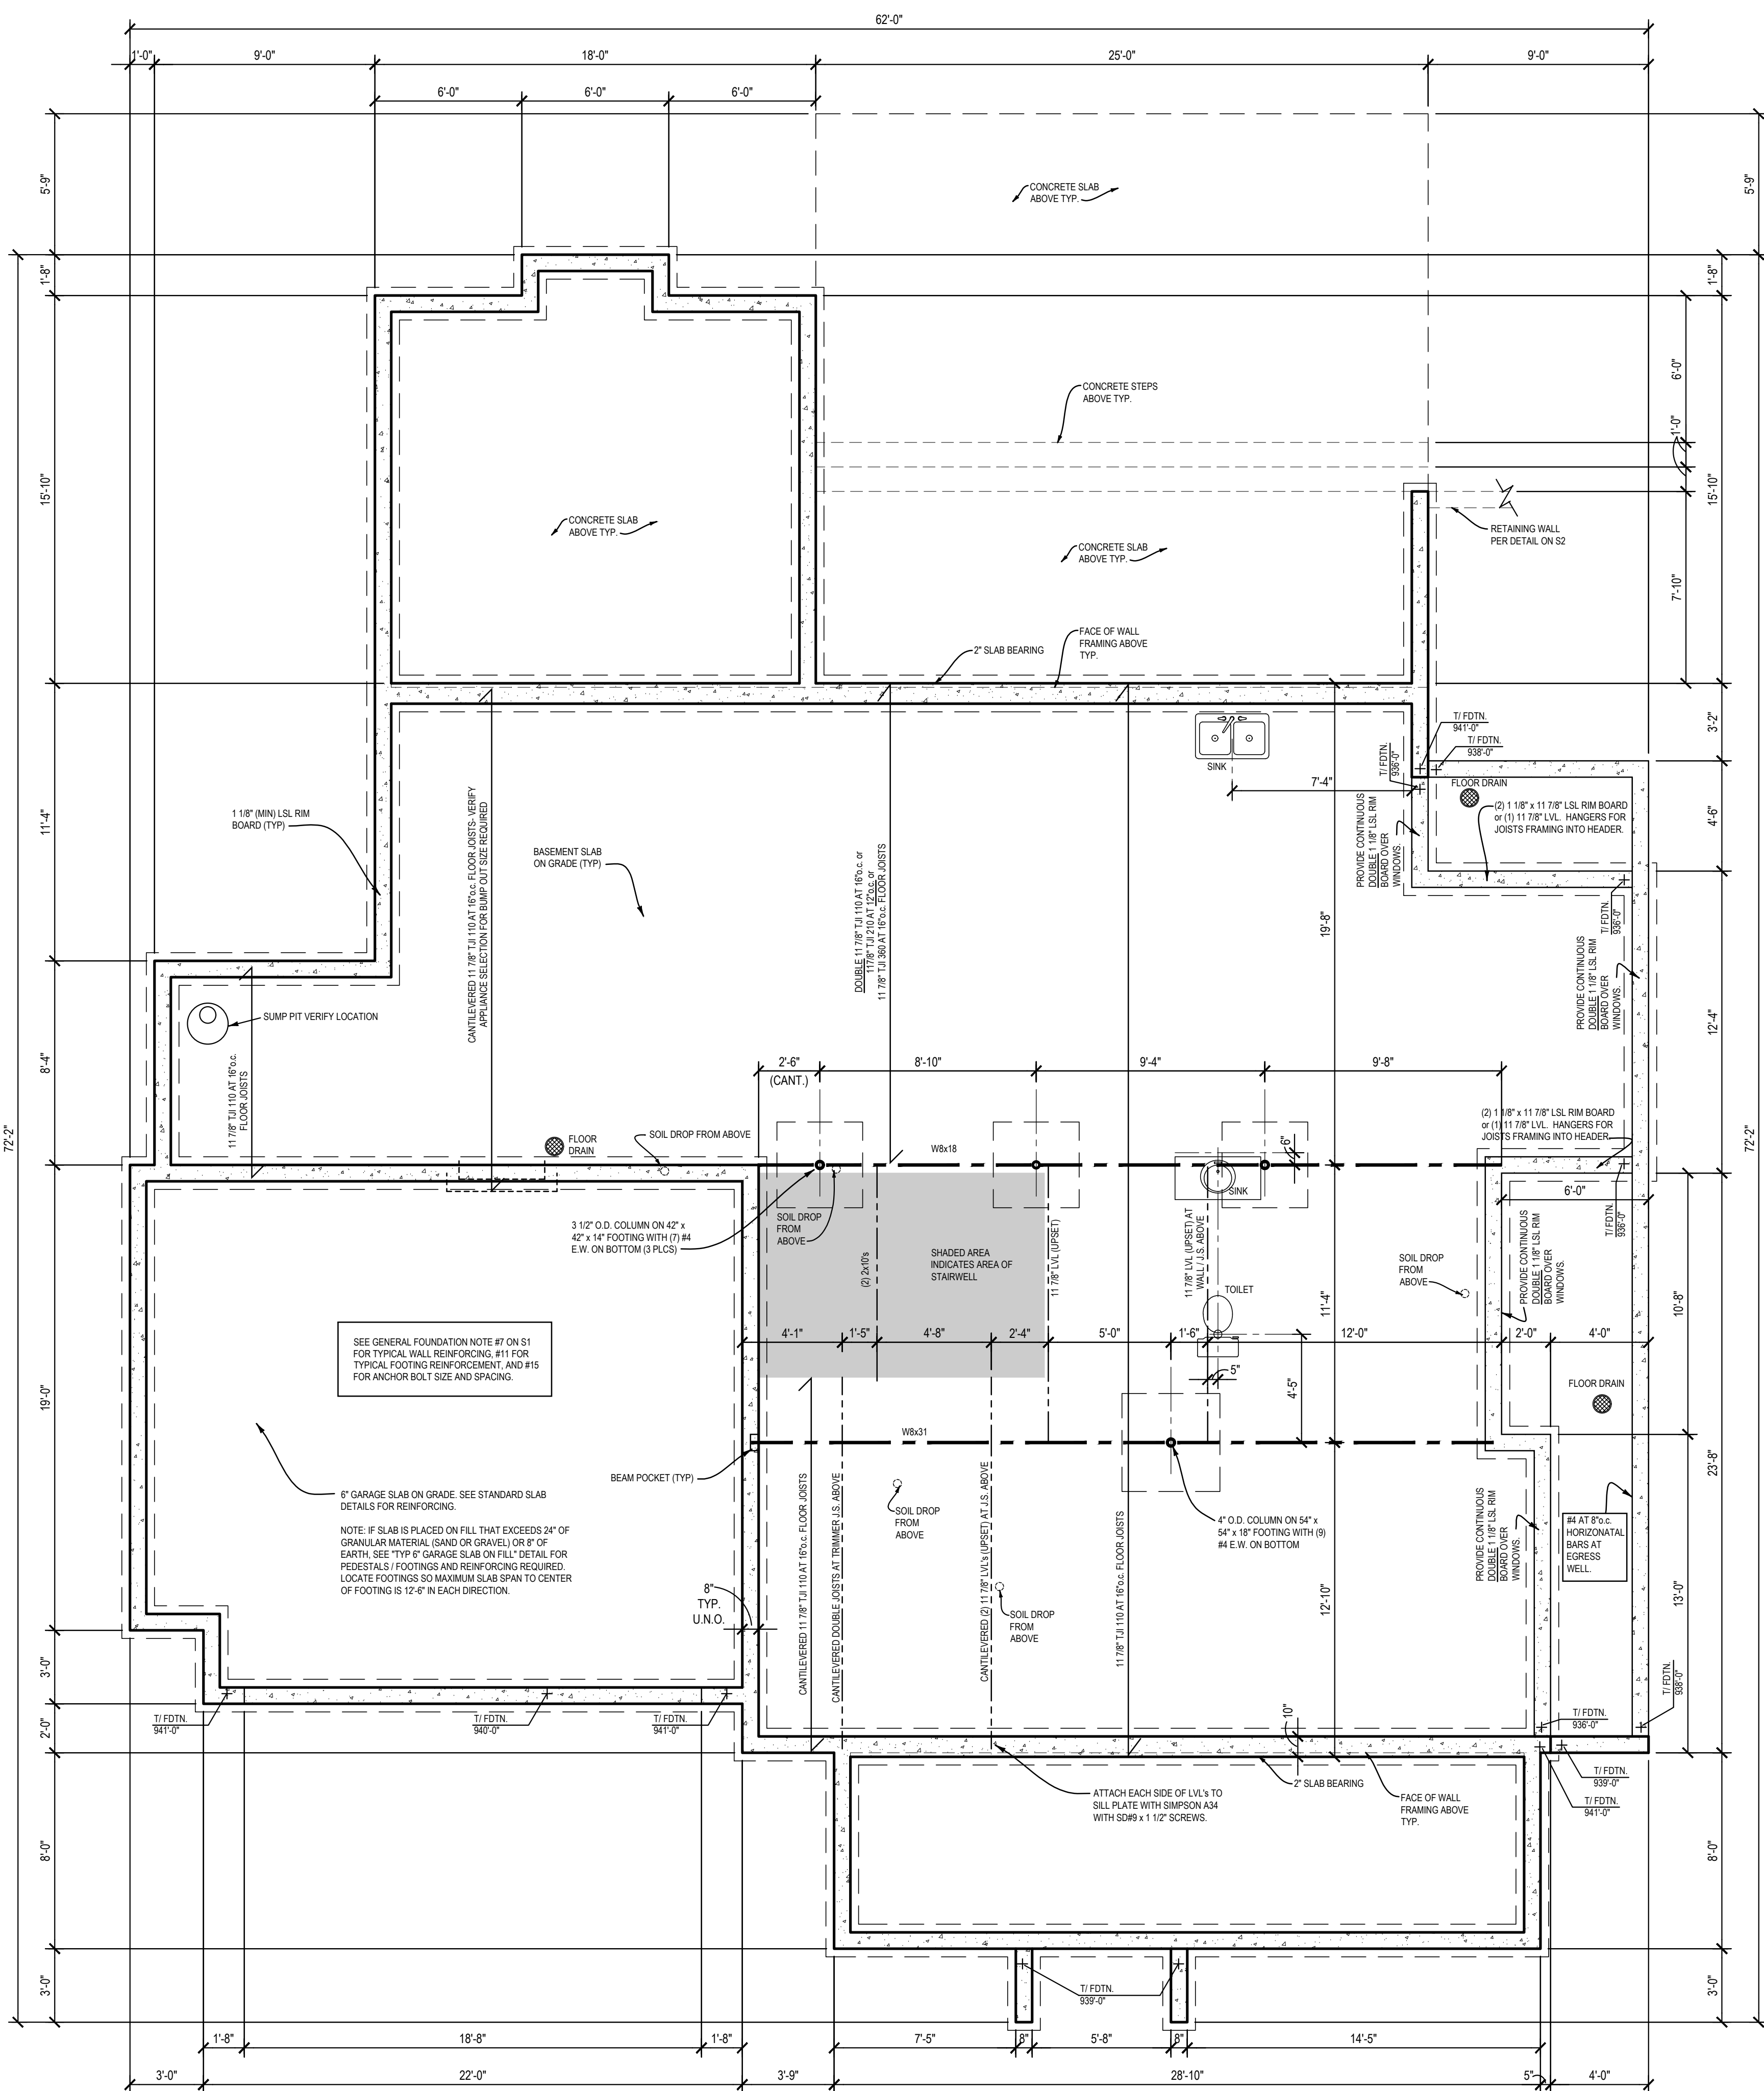 62'-0"
1'-0"
9'-0"
18'-0"
25'-0"
9'-0"
6'-0"
6'-0"
6'-0"
5'-9"
1'-8"
15'-10"
11'-4"
8'-4"
19'-0"
3'-0"
2'-0"
8'-0"
3'-0"
72'-2"
5'-9"
72'-2"
1'-8"
15'-10"
3'-2"
4'-6"
12'-4"
23'-8"
8'-0"
3'-0"
6'-0"
1'-0"
7'-10"
10'-8"
13'-0"
CONCRETE SLAB
ABOVE TYP.
CONCRETE STEPS
ABOVE TYP.
CONCRETE SLAB
ABOVE TYP.
CONCRETE SLAB
ABOVE TYP.
RETAINING WALL
PER DETAIL ON S2
2" SLAB BEARING
FACE OF WALL
FRAMING ABOVE
TYP.
T/ FDTN.
941'-0"
T/ FDTN.
938'-0"
T/ FDTN.
936'-0"
SINK
7'-4"
FLOOR DRAIN
(2) 1 1/8" x 11 7/8" LSL RIM BOARD
or (1) 11 7/8" LVL. HANGERS FOR
JOISTS FRAMING INTO HEADER.
PROVIDE CONTINUOUS
DOUBLE 1 1/8" LSL RIM
BOARD OVER
WINDOWS.
1 1/8" (MIN) LSL RIM
BOARD (TYP)
BASEMENT SLAB
ON GRADE (TYP)
CANTILEVERED 11 7/8" TJI 110 AT 16"o.c. FLOOR JOISTS- VERIFY
APPLIANCE SELECTION FOR BUMP OUT SIZE REQUIRED
DOUBLE 11 7/8" TJI 110 AT 16"o.c. or
117/8" TJI 210 AT 12"o.c. or
11 7/8" TJI 360 AT 16"o.c. FLOOR JOISTS
19'-8"
T/ FDTN.
936'-0"
PROVIDE CONTINUOUS
DOUBLE 1 1/8" LSL RIM
BOARD OVER
WINDOWS.
SUMP PIT VERIFY LOCATION
11 7/8" TJI 110 AT 16"o.c.
FLOOR JOISTS
2'-6"
(CANT.)
8'-10"
9'-4"
9'-8"
FLOOR
DRAIN
SOIL DROP FROM ABOVE
W8x18
6"
(2) 1 1/8" x 11 7/8" LSL RIM BOARD
or (1) 11 7/8" LVL. HANGERS FOR
JOISTS FRAMING INTO HEADER.
6'-0"
T/ FDTN.
936'-0"
3 1/2" O.D. COLUMN ON 42" x
42" x 14" FOOTING WITH (7) #4
E.W. ON BOTTOM (3 PLCS)
SOIL DROP
FROM
ABOVE
(2) 2x10's
SHADED AREA
INDICATES AREA OF
STAIRWELL
11 7/8" LVL (UPSET)
11 7/8" LVL (UPSET) AT
WALL / J.S. ABOVE
SINK
TOILET
11'-4"
SOIL DROP
FROM
ABOVE
PROVIDE CONTINUOUS
DOUBLE 1 1/8" LSL RIM
BOARD OVER
WINDOWS.
4'-1"
1'-5"
4'-8"
2'-4"
5'-0"
1'-6"
12'-0"
2'-0"
4'-0"
5"
4'-5"
FLOOR DRAIN
SEE GENERAL FOUNDATION NOTE #7 ON S1
FOR TYPICAL WALL REINFORCING, #11 FOR
TYPICAL FOOTING REINFORCEMENT, AND #15
FOR ANCHOR BOLT SIZE AND SPACING.
W8x31
BEAM POCKET (TYP)
6" GARAGE SLAB ON GRADE. SEE STANDARD SLAB
DETAILS FOR REINFORCING.
NOTE: IF SLAB IS PLACED ON FILL THAT EXCEEDS 24" OF
GRANULAR MATERIAL (SAND OR GRAVEL) OR 8" OF
EARTH, SEE "TYP 6" GARAGE SLAB ON FILL" DETAIL FOR
PEDESTALS / FOOTINGS AND REINFORCING REQUIRED.
LOCATE FOOTINGS SO MAXIMUM SLAB SPAN TO CENTER
OF FOOTING IS 12'-6" IN EACH DIRECTION.
8"
TYP.
U.N.O.
CANTILEVERED 11 7/8" TJI 110 AT 16"o.c. FLOOR JOISTS
CANTILEVERED DOUBLE JOISTS AT TRIMMER J.S. ABOVE
SOIL DROP
FROM
ABOVE
CANTILEVERED (2) 11 7/8" LVL's (UPSET) AT J.S. ABOVE
SOIL DROP
FROM
ABOVE
11 7/8" TJI 110 AT 16"o.c. FLOOR JOISTS
4" O.D. COLUMN ON 54" x
54" x 18" FOOTING WITH (9)
#4 E.W. ON BOTTOM
12'-10"
PROVIDE CONTINUOUS
DOUBLE 1 1/8" LSL RIM
BOARD OVER
WINDOWS.
#4 AT 8"o.c.
HORIZONATAL
BARS AT
EGRESS
WELL.
T/ FDTN.
938'-0"
T/ FDTN.
936'-0"
10"
T/ FDTN.
941'-0"
T/ FDTN.
940'-0"
T/ FDTN.
941'-0"
ATTACH EACH SIDE OF LVL's TO
SILL PLATE WITH SIMPSON A34
WITH SD#9 x 1 1/2" SCREWS.
2" SLAB BEARING
FACE OF WALL
FRAMING ABOVE
TYP.
T/ FDTN.
939'-0"
T/ FDTN.
941'-0"
T/ FDTN.
939'-0"
1'-8"
18'-8"
1'-8"
7'-5"
8"
5'-8"
8"
14'-5"
3'-0"
22'-0"
3'-9"
28'-10"
5"
4'-0"